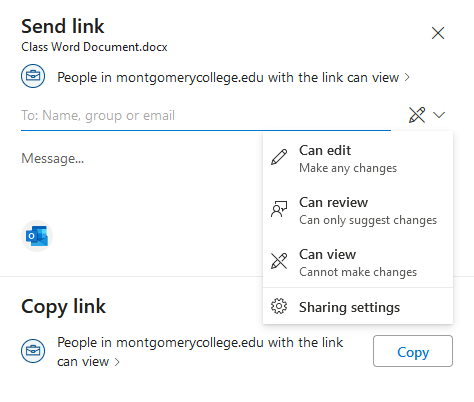 Send link
Class Word Document.docx
People in montgomerycollege.edu with the link can view >
To: Name, group or email
Message...
Can edit
Make any changes
Can review
Can only suggest changes
Can view
Cannot make changes
Sharing settings
Copy link
People in montgomerycollege.edu with the link
can view >
Copy